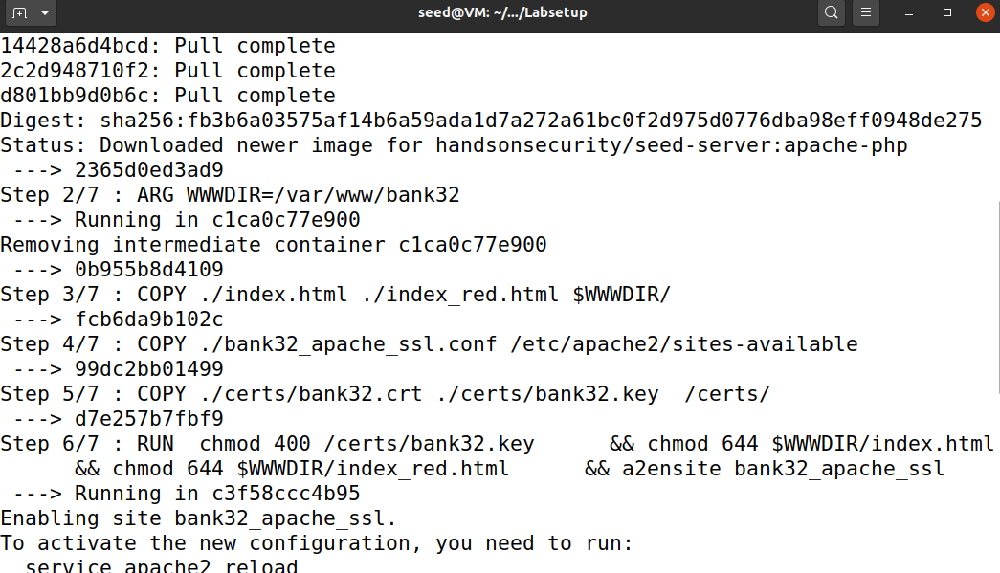 seed@VM: ~/.../Labsetup
14428a6d4bcd: Pull complete
2c2d948710f2: Pull complete
d801bb9d0b6c: Pull complete
Digest: sha256:fb3b6a03575af14b6a59ada1d7a272a61bc0f2d975d0776dba98eff0948de275
Status: Downloaded newer image for handsonsecurity/seed-server:apache-php
 ---> 2365d0ed3ad9
Step 2/7 : ARG WWWDIR=/var/www/bank32
 ---> Running in c1ca0c77e900
Removing intermediate container c1ca0c77e900
 ---> 0b955b8d4109
Step 3/7 : COPY ./index.html ./index_red.html $WWWDIR/
 ---> fcb6da9b102c
Step 4/7 : COPY ./bank32_apache_ssl.conf /etc/apache2/sites-available
 ---> 99dc2bb01499
Step 5/7 : COPY ./certs/bank32.crt ./certs/bank32.key  /certs/
 ---> d7e257b7fbf9
Step 6/7 : RUN  chmod 400 /certs/bank32.key      && chmod 644 $WWWDIR/index.html
      && chmod 644 $WWWDIR/index_red.html      && a2ensite bank32_apache_ssl
 ---> Running in c3f58ccc4b95
Enabling site bank32_apache_ssl.
To activate the new configuration, you need to run:
  service apache2 reload